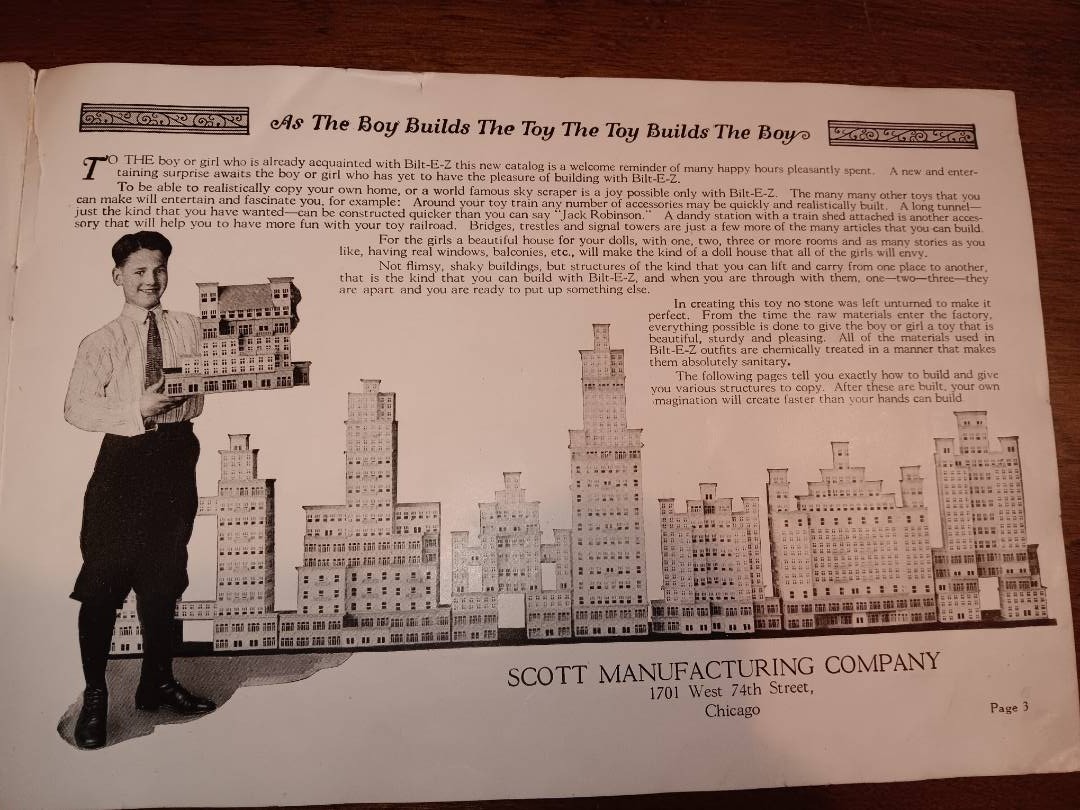 As The Boy Builds The Toy The Toy Builds The Boy
TO THE boy or girl who is already acquainted with Bilt-E-Z this new catalog is a welcome reminder of many happy hours pleasantly spent. A new and enter-
taining surprise awaits the boy or girl who has yet to have the pleasure of building with Bilt-E-Z.
To be able to realistically copy your own home, or a world famous sky scraper is a joy possible only with Bilt-E-Z. The many many other toys that you
can make will entertain and fascinate you, for example: Around your toy train any number of accessories may be quickly and realistically built. A long tunnel—
just the kind that you have wanted—can be constructed quicker than you can say "Jack Robinson." A dandy station with a train shed attached is another acces-
sory that will help you to have more fun with your toy railroad. Bridges, trestles and signal towers are just a few more of the many articles that you can build.
For the girls a beautiful house for your dolls, with one, two, three or more rooms and as many stories as you
like, having real windows, balconies, etc., will make the kind of a doll house that all of the girls will envy.
Not flimsy, shaky buildings, but structures of the kind that you can lift and carry from one place to another,
that is the kind that you can build with Bilt-E-Z, and when you are through with them, one—two—three—they
are apart and you are ready to put up something else.
In creating this toy no stone was left unturned to make it
perfect. From the time the raw materials enter the factory,
everything possible is done to give the boy or girl a toy that is
beautiful, sturdy and pleasing. All of the materials used in
Bilt-E-Z outfits are chemically treated in a manner that makes
them absolutely sanitary.
The following pages tell you exactly how to build and give
you various structures to copy. After these are built, your own
imagination will create faster than your hands can build
SCOTT MANUFACTURING COMPANY
1701 West 74th Street,
Chicago
Page 3